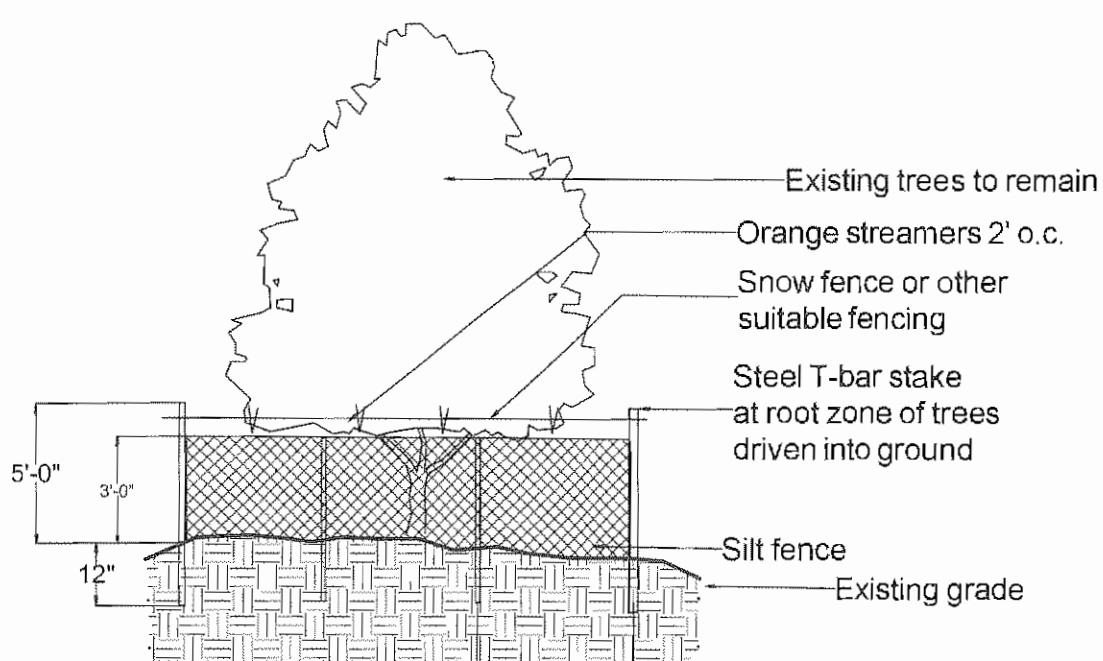 Existing trees to remain
Orange streamers 2' o.c.
Snow fence or other
suitable fencing
Steel T-bar stake
at root zone of trees
driven into ground
5'-0"
3'-0"
12"
Silt fence
Existing grade